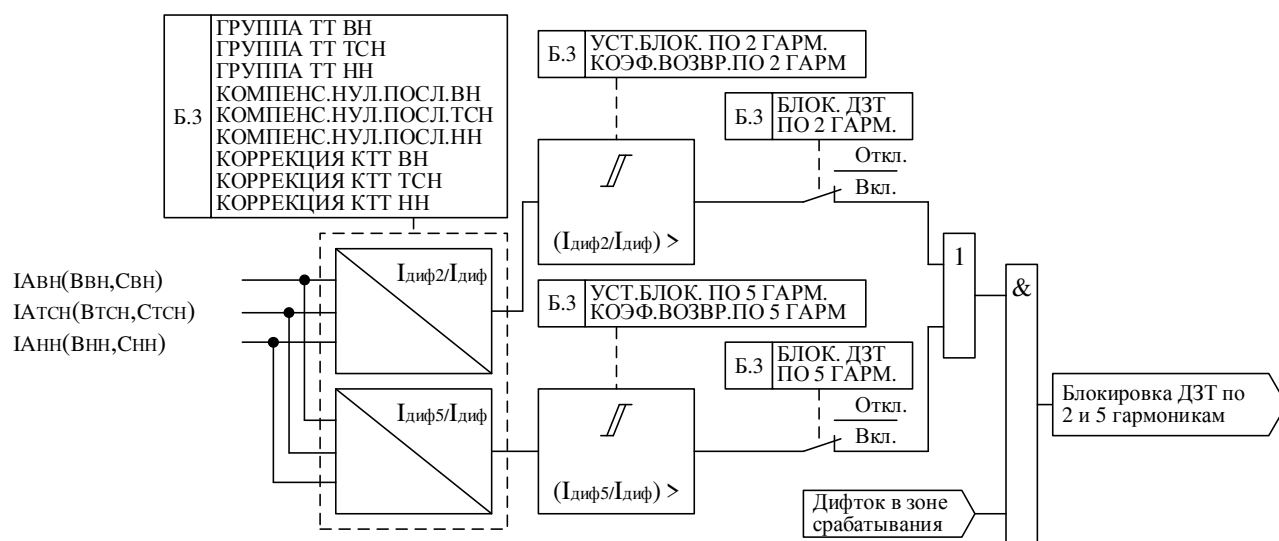 Б.3
ГРУППА ТТ ВН
ГРУППА ТТ ТСН
ГРУППА ТТ НН
КОМПЕНС.НУЛ.ПОСЛ.ВН
КОМПЕНС.НУЛ.ПОСЛ.ТСН
КОМПЕНС.НУЛ.ПОСЛ.НН
КОРРЕКЦИЯ КТТ ВН
КОРРЕКЦИЯ КТТ ТСН
КОРРЕКЦИЯ КТТ НН
Б.3
УСТ.БЛОК. ПО 2 ГАРМ.
КОЭФ.ВОЗВР.ПО 2 ГАРМ
Б.3
БЛОК. ДЗТ
ПО 2 ГАРМ.
Откл.
Вкл.
(Iдиф2/Iдиф) >
IАВН(ВВН,СВН)
IАТСН(ВТСН,СТСН)
IАНН(ВНН,СНН)
Iдиф2/Iдиф
1
&
Б.3
УСТ.БЛОК. ПО 5 ГАРМ.
КОЭФ.ВОЗВР.ПО 5 ГАРМ
Б.3
БЛОК. ДЗТ
ПО 5 ГАРМ.
Откл.
Вкл.
Iдиф5/Iдиф
(Iдиф5/Iдиф) >
Блокировка ДЗТ по
2 и 5 гармоникам
Дифток в зоне
срабатывания